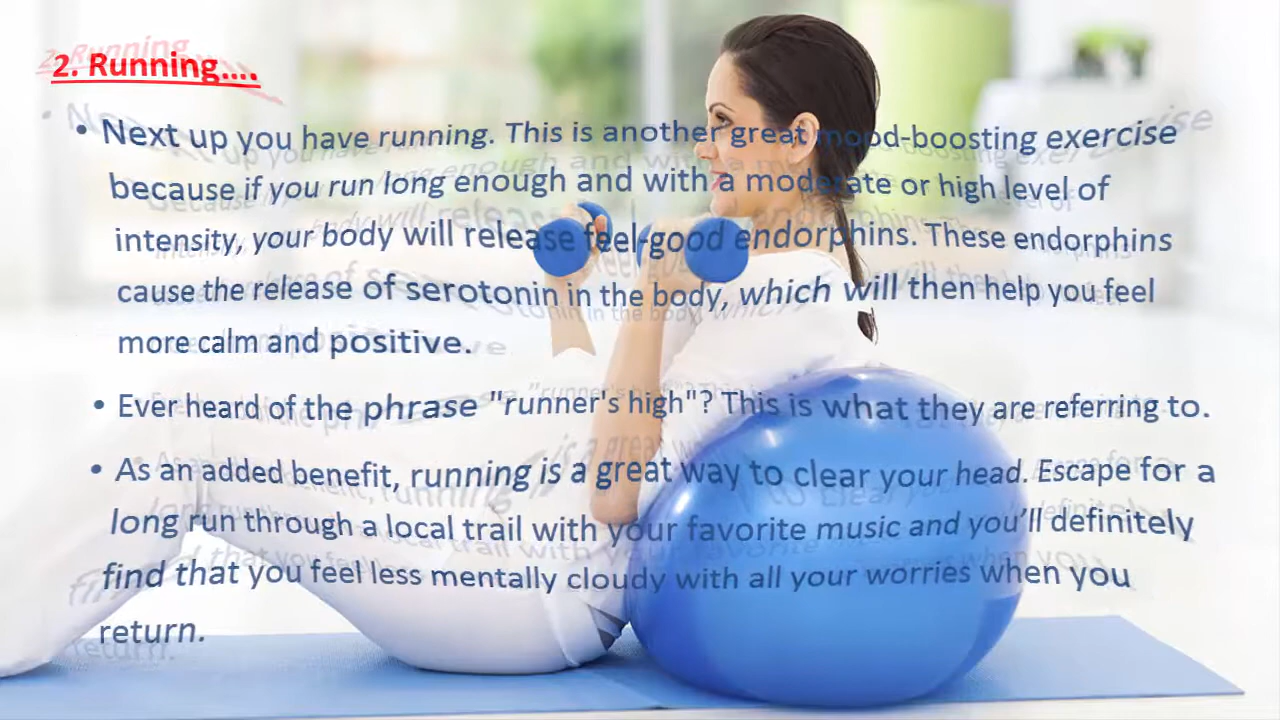 2. Running….
• Next up you have running. This is another great mood-boosting exercise
because if you run long enough and with a moderate or high level of
intensity, your body will release feel-good endorphins. These endorphins
cause the release of serotonin in the body, which will then help you feel
more calm and positive.
• Ever heard of the phrase "runner's high"? This is what they are referring to.
• As an added benefit, running is a great way to clear your head. Escape for a
long run through a local trail with your favorite music and you’ll definitely
find that you feel less mentally cloudy with all your worries when you
return.